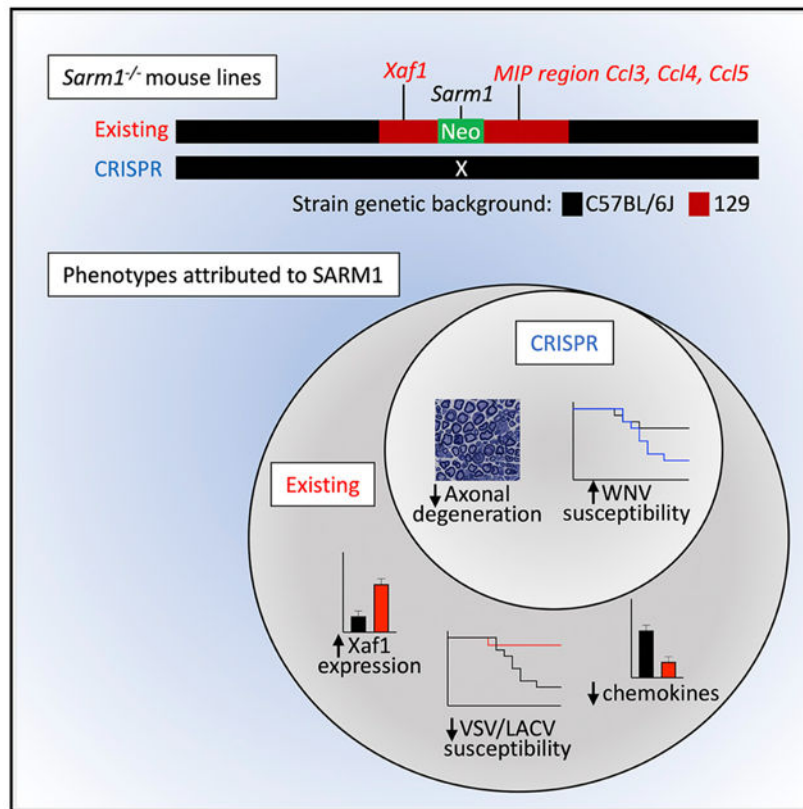 Sarm1-/- mouse lines
Xaf1
MIP region Ccl3, Ccl4, Ccl5
Sarm1
Existing
Neo
CRISPR
X
Strain genetic background: C57BL/6J 129
Phenotypes attributed to SARM1
CRISPR
↓ Axonal
degeneration
↑ WNV
susceptibility
Existing
↑ Xaf1
expression
↓ VSV/LACV
susceptibility
↓ chemokines